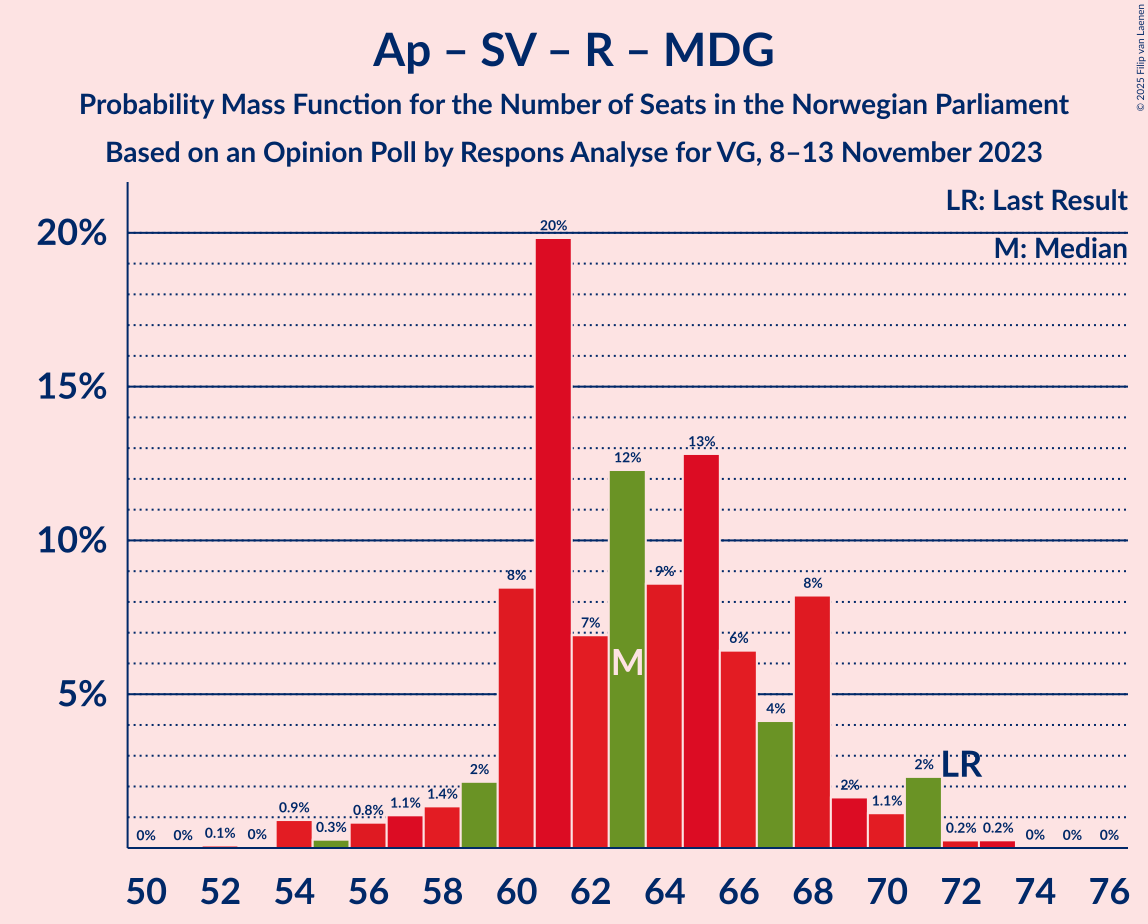 Ap – SV – R – MDG
Probability Mass Function for the Number of Seats in the Norwegian Parliament
Based on an Opinion Poll by Respons Analyse for VG, 8–13 November 2023
© 2025 Filip van Laenen
LR: Last Result
M: Median
20%
15%
10%
5%
0% 0% 0.1% 0% 0.9% 0.3% 0.8% 1.1% 1.4% 2% 8% 20% 7% 12% 9% 13% 6% 4% 8% 2% 1.1% 2% 0.2% 0.2% 0% 0% 0%
M
LR
50 52 54 56 58 60 62 64 66 68 70 72 74 76